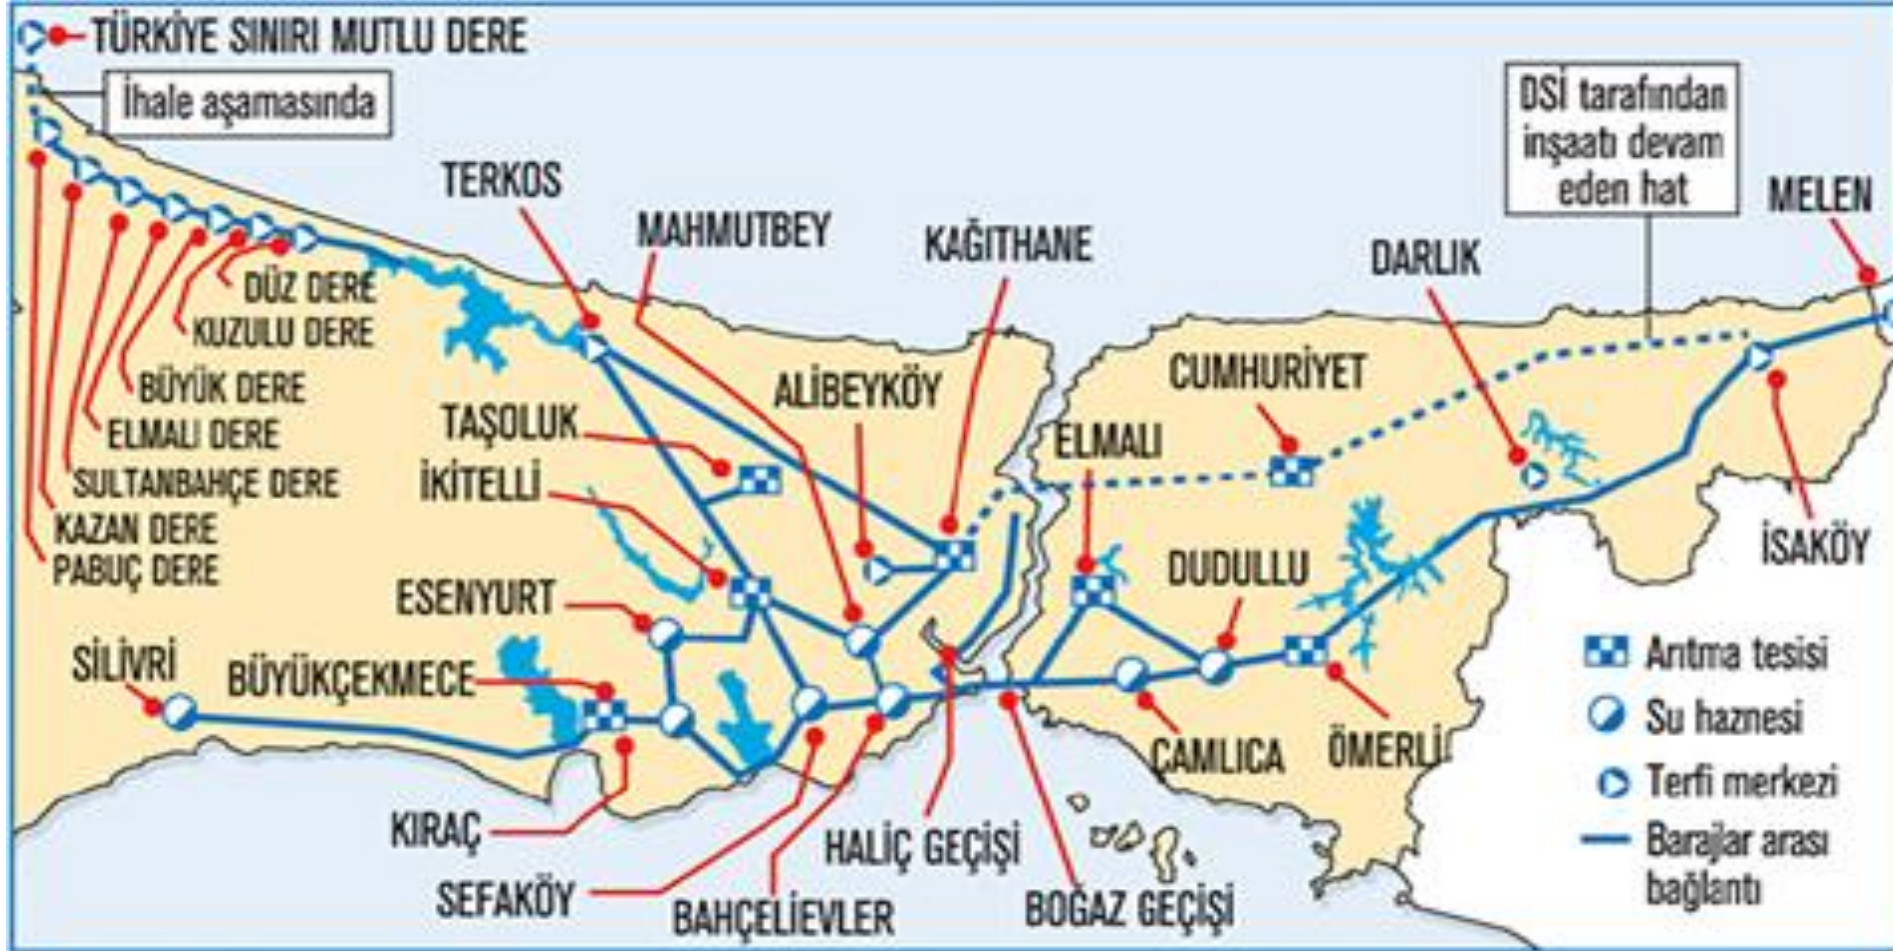 TÜRKİYE SINIRI MUTLU DERE
İhale aşamasında
DSİ tarafından
inşaatı devam
eden hat
MELEN
TERKOS
MAHMUTBEY
KAĞITHANE
DARLIK
DÜZ DERE
KUZULU DERE
BÜYÜK DERE
ELMALI DERE
SULTANBAHÇE DERE
KAZAN DERE
PABUÇ DERE
TAŞOLUK
ALİBEYKÖY
CUMHURİYET
ELMALI
İKİTELLİ
DUDULLU
İSAKÖY
ESENYURT
SİLİVRİ
BÜYÜKÇEKMECE
ÇAMLICA
ÖMERLİ
KIRAÇ
HALİÇ GEÇİŞİ
SEFAKÖY
BAHÇELİEVLER
BOĞAZ GEÇİŞİ
Arıtma tesisi
Su haznesi
Terfi merkezi
Barajlar arası
bağlantı